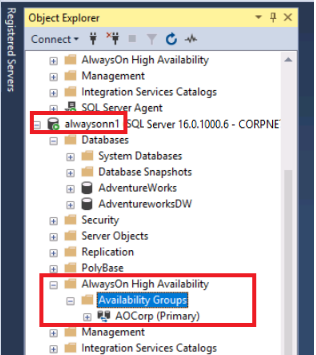 Object Explorer
Connect
AlwaysOn High Availability
Management
Integration Services Catalogs
SQL Server Agent
alwaysonn1 (SQL Server 16.0.1000.6 - CORPNE
Databases
System Databases
Database Snapshots
AdventureWorks
AdventureworksDW
Security
Server Objects
Replication
PolyBase
AlwaysOn High Availability
Availability Groups
AOCorp (Primary)
Management
Integration Services Catalogs
Registered Servers